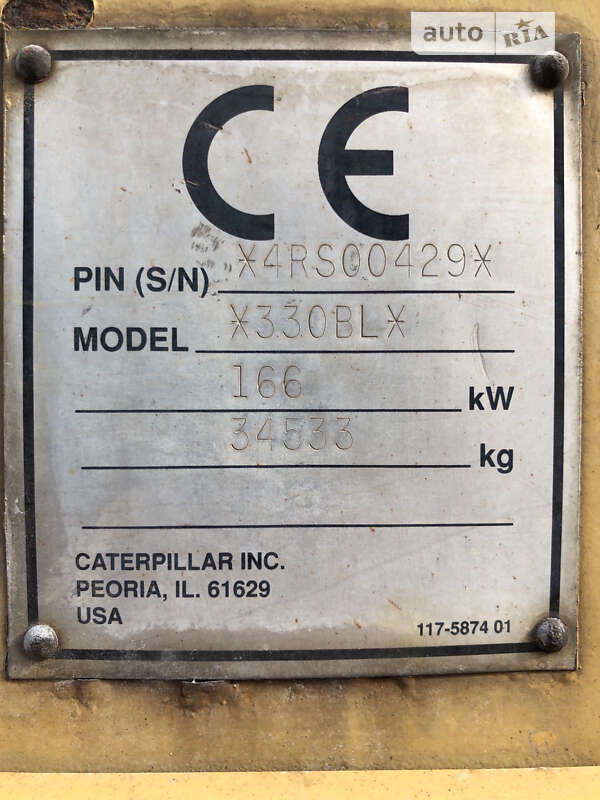 auto RIA
CE
PIN (S/N) *4RS00429*
MODEL *330BL*
166 kW
34533 kg
CATERPILLAR INC.
PEORIA, IL. 61629
USA
117-5874 01